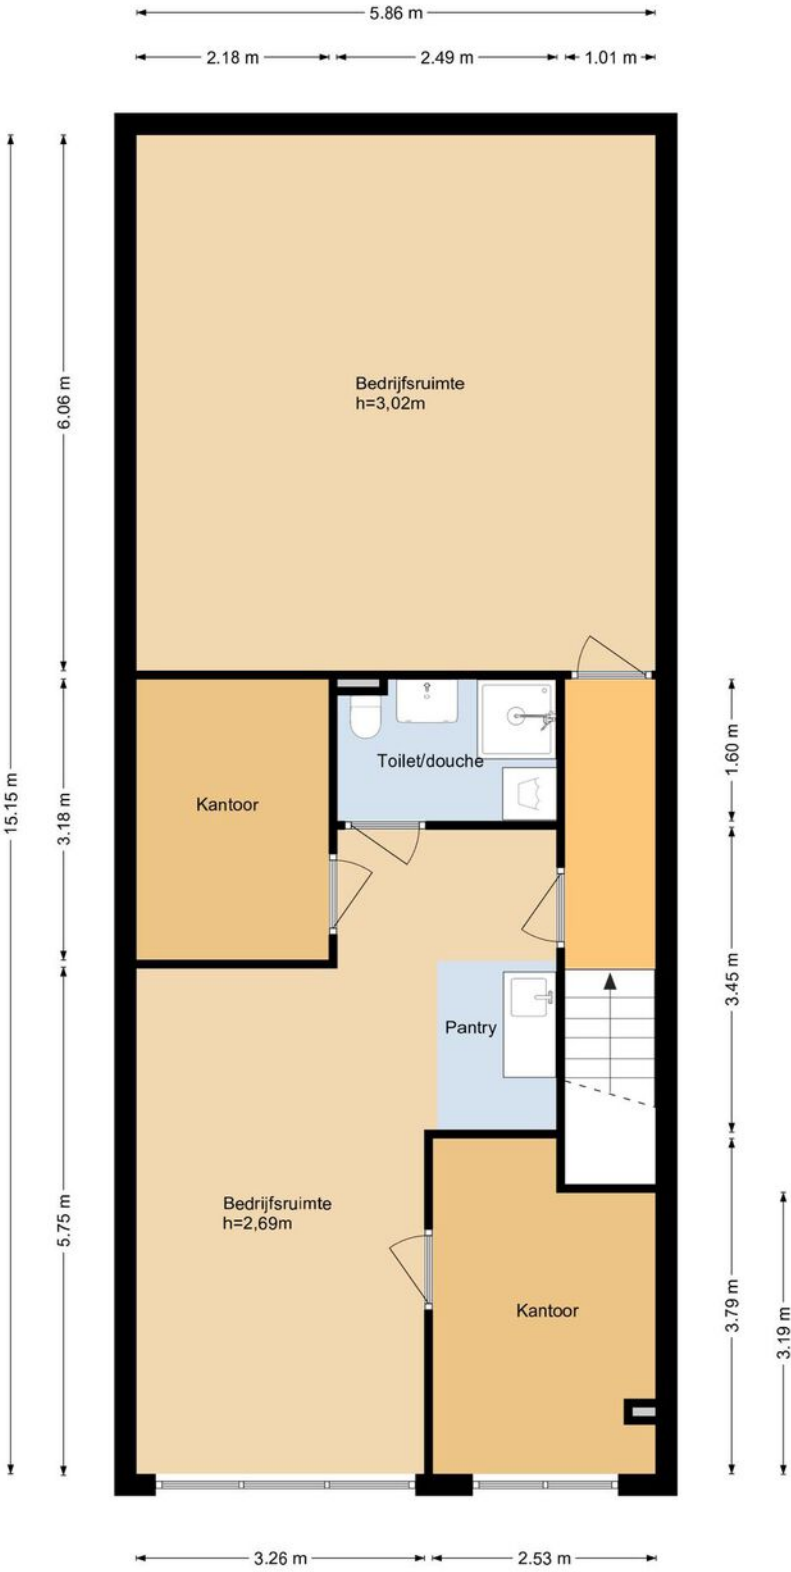 5.86 m
2.18 m
2.49 m
1.01 m
6.06 m
Bedrijfsruimte
h=3,02m
15.15 m
3.18 m
1.60 m
Toilet/douche
Kantoor
3.45 m
Pantry
5.75 m
Bedrijfsruimte
h=2,69m
Kantoor
3.79 m
3.19 m
3.26 m
2.53 m